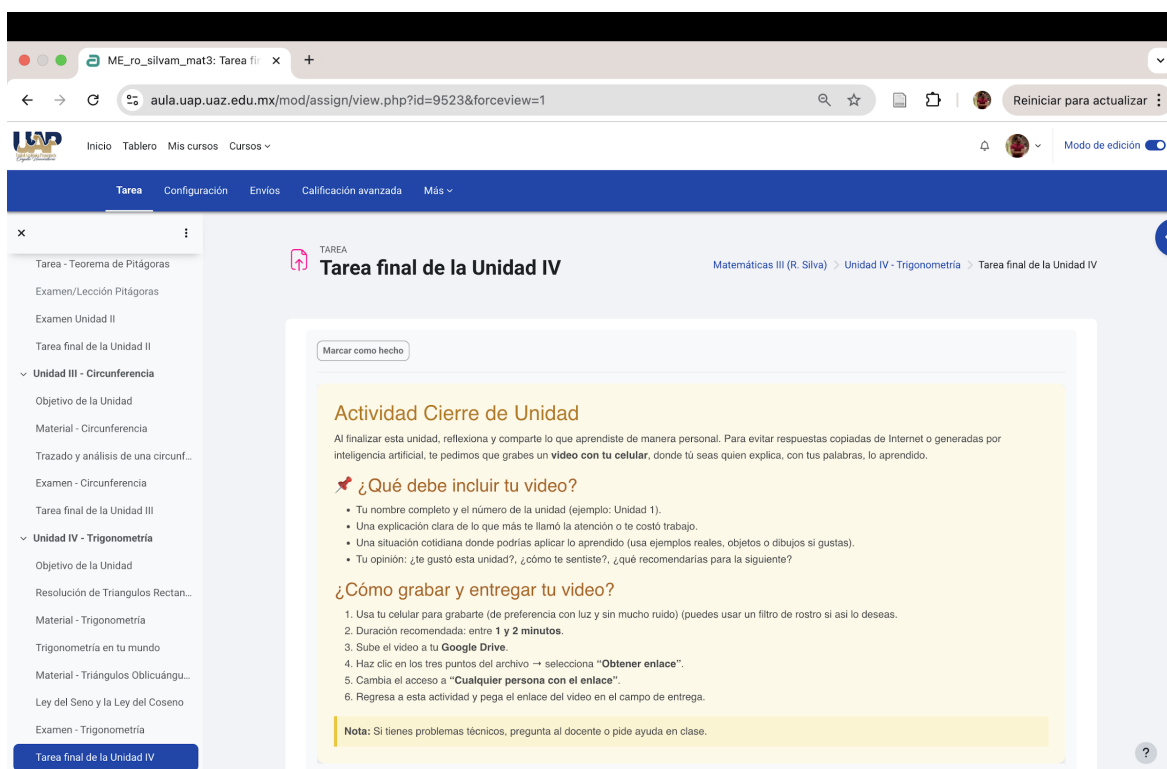 ME_ro_silvam_mat3: Tarea fin
aula.uap.uaz.edu.mx/mod/assign/view.php?id=9523&forceview=1
Reiniciar para actualizar
UAP
Inicio Tablero Mis cursos Cursos
Modo de edición
Tarea Configuración Envíos Calificación avanzada Más
Tarea - Teorema de Pitágoras
Examen/Lección Pitágoras
Examen Unidad II
Tarea final de la Unidad II
Unidad III - Circunferencia
Objetivo de la Unidad
Material - Circunferencia
Trazado y análisis de una circunf...
Examen - Circunferencia
Tarea final de la Unidad III
Unidad IV - Trigonometría
Objetivo de la Unidad
Resolución de Triangulos Rectan...
Material - Trigonometría
Trigonometría en tu mundo
Material - Triángulos Oblicuángu...
Ley del Seno y la Ley del Coseno
Examen - Trigonometría
Tarea final de la Unidad IV
TAREA
Tarea final de la Unidad IV
Matemáticas III (R. Silva) > Unidad IV - Trigonometría > Tarea final de la Unidad IV
Marcar como hecho
Actividad Cierre de Unidad
Al finalizar esta unidad, reflexiona y comparte lo que aprendiste de manera personal. Para evitar respuestas copiadas de Internet o generadas por
inteligencia artificial, te pedimos que grabes un video con tu celular, donde tú seas quien explica, con tus palabras, lo aprendido.
📌 ¿Qué debe incluir tu video?
• Tu nombre completo y el número de la unidad (ejemplo: Unidad 1).
• Una explicación clara de lo que más te llamó la atención o te costó trabajo.
• Una situación cotidiana donde podrías aplicar lo aprendido (usa ejemplos reales, objetos o dibujos si gustas).
• Tu opinión: ¿te gustó esta unidad?, ¿cómo te sentiste?, ¿qué recomendarías para la siguiente?
¿Cómo grabar y entregar tu video?
1. Usa tu celular para grabarte (de preferencia con luz y sin mucho ruido) (puedes usar un filtro de rostro si asi lo deseas.
2. Duración recomendada: entre 1 y 2 minutos.
3. Sube el video a tu Google Drive.
4. Haz clic en los tres puntos del archivo → selecciona “Obtener enlace”.
5. Cambia el acceso a “Cualquier persona con el enlace”.
6. Regresa a esta actividad y pega el enlace del video en el campo de entrega.
Nota: Si tienes problemas técnicos, pregunta al docente o pide ayuda en clase.
?